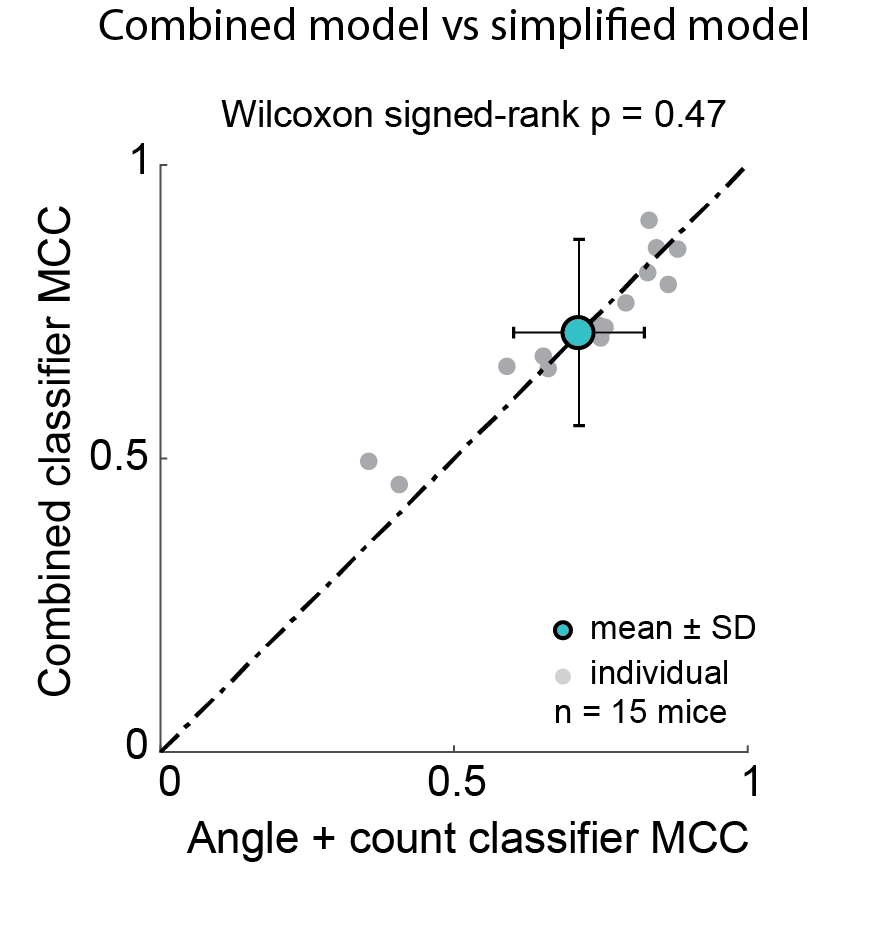 Combined model vs simplified model
Wilcoxon signed-rank p = 0.47
1
Combined classifier MCC
0.5
mean ± SD
individual
n = 15 mice
0
0
0.5
1
Angle + count classifier MCC